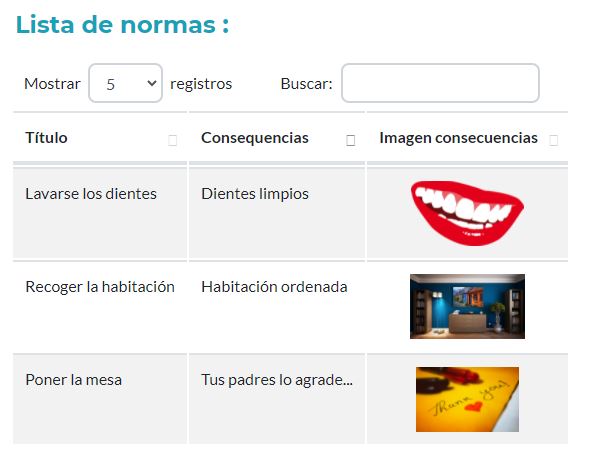 Lista de normas :
Mostrar 5 registros Buscar:
Título Consequencias Imagen consecuencias
Lavarse los dientes Dientes limpios
Recoger la habitación Habitación ordenada
Poner la mesa Tus padres lo agrade...
Thank you!